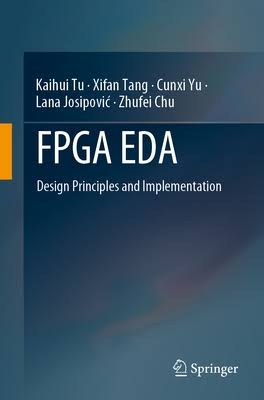 Kaihui Tu · Xifan Tang · Cunxi Yu ·
Lana Josipović · Zhufei Chu
FPGA EDA
Design Principles and Implementation
Springer